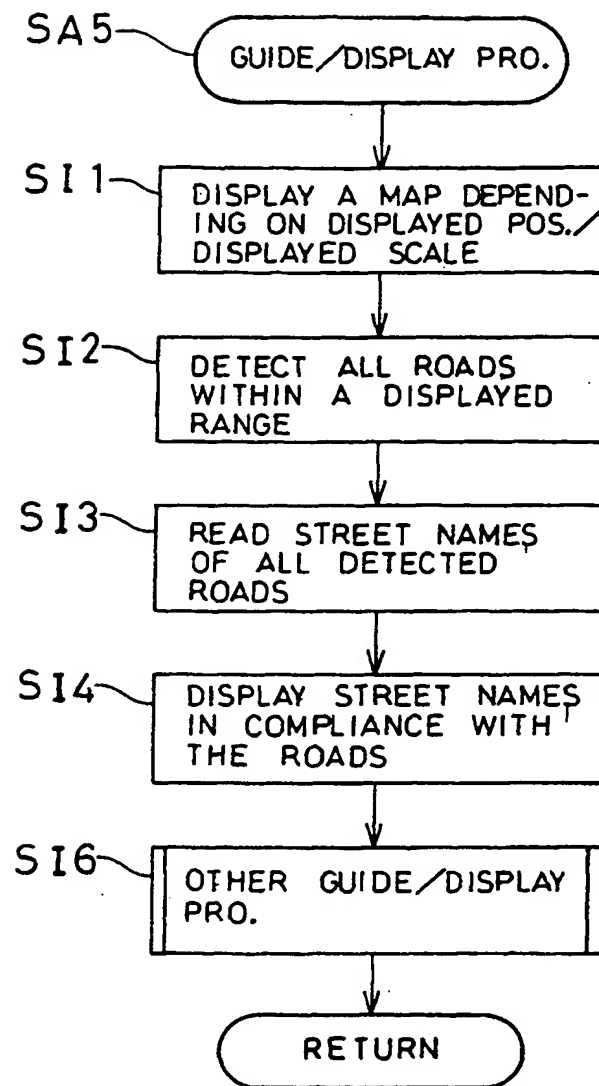 SA5
GUIDE/DISPLAY PRO.
SI1
DISPLAY A MAP DEPEND-
ING ON DISPLAYED POS./
DISPLAYED SCALE
SI2
DETECT ALL ROADS
WITHIN A DISPLAYED
RANGE
SI3
READ STREET NAMES
OF ALL DETECTED
ROADS
SI4
DISPLAY STREET NAMES
IN COMPLIANCE WITH
THE ROADS
SI6
OTHER GUIDE/DISPLAY
PRO.
RETURN